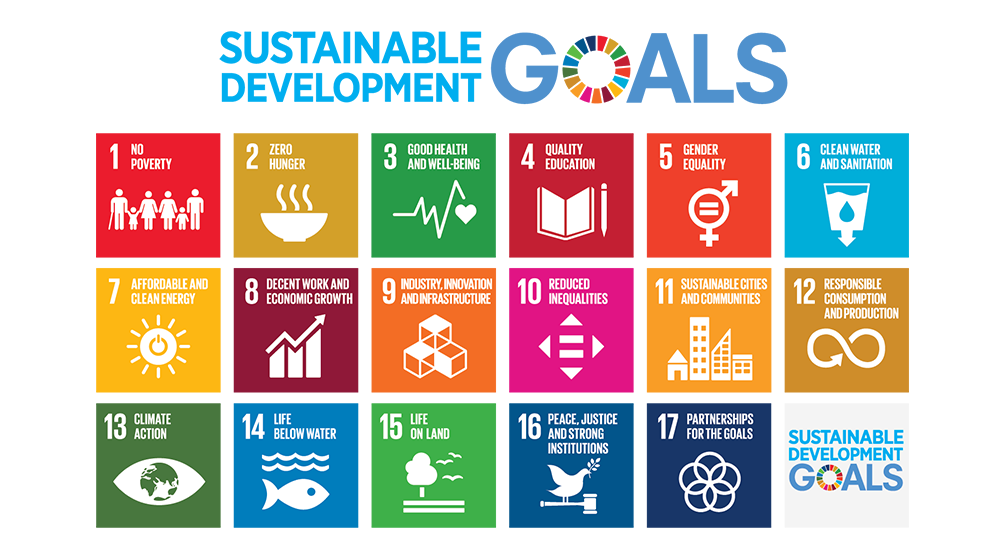 SUSTAINABLE
DEVELOPMENT
GOALS
1 NO
POVERTY
2 ZERO
HUNGER
3 GOOD HEALTH
AND WELL-BEING
4 QUALITY
EDUCATION
5 GENDER
EQUALITY
6 CLEAN WATER
AND SANITATION
7 AFFORDABLE AND
CLEAN ENERGY
8 DECENT WORK AND
ECONOMIC GROWTH
9 INDUSTRY, INNOVATION
AND INFRASTRUCTURE
10 REDUCED
INEQUALITIES
11 SUSTAINABLE CITIES
AND COMMUNITIES
12 RESPONSIBLE
CONSUMPTION
AND PRODUCTION
13 CLIMATE
ACTION
14 LIFE
BELOW WATER
15 LIFE
ON LAND
16 PEACE, JUSTICE
AND STRONG
INSTITUTIONS
17 PARTNERSHIPS
FOR THE GOALS
SUSTAINABLE
DEVELOPMENT
GOALS